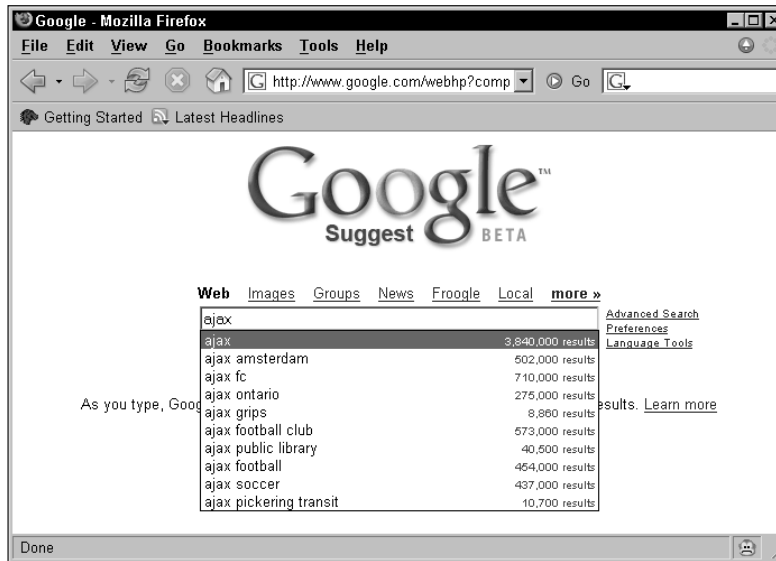 Google - Mozilla Firefox
File Edit View Go Bookmarks Tools Help
G http://www.google.com/webhp?comp Go G
Getting Started Latest Headlines
Google™
Suggest BETA
Web Images Groups News Froogle Local more »
ajax
Advanced Search
Preferences
Language Tools
ajax 3,840,000 results
ajax amsterdam 502,000 results
ajax fc 710,000 results
ajax ontario 275,000 results
As you type, Goog sults. Learn more
ajax grips 8,860 results
ajax football club 573,000 results
ajax public library 40,500 results
ajax football 454,000 results
ajax soccer 437,000 results
ajax pickering transit 10,700 results
Done